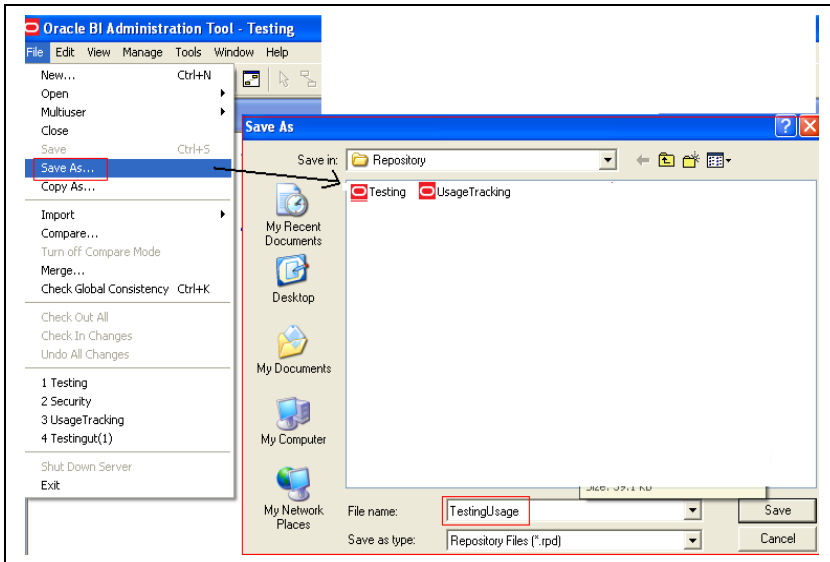 Oracle BI Administration Tool - Testing
File Edit View Manage Tools Window Help
New... Ctrl+N
Open
Multiuser
Close
Save Ctrl+S
Save As...
Copy As...
Import
Compare...
Turn off Compare Mode
Merge...
Check Global Consistency Ctrl+K
Check Out All
Check In Changes
Undo All Changes
1 Testing
2 Security
3 UsageTracking
4 Testingut(1)
Shut Down Server
Exit
Save As
Save in: Repository
Testing UsageTracking
My Recent
Documents
Desktop
My Documents
My Computer
My Network
Places
Size: 39.1 KB
File name: TestingUsage Save
Save as type: Repository Files (*.rpd) Cancel